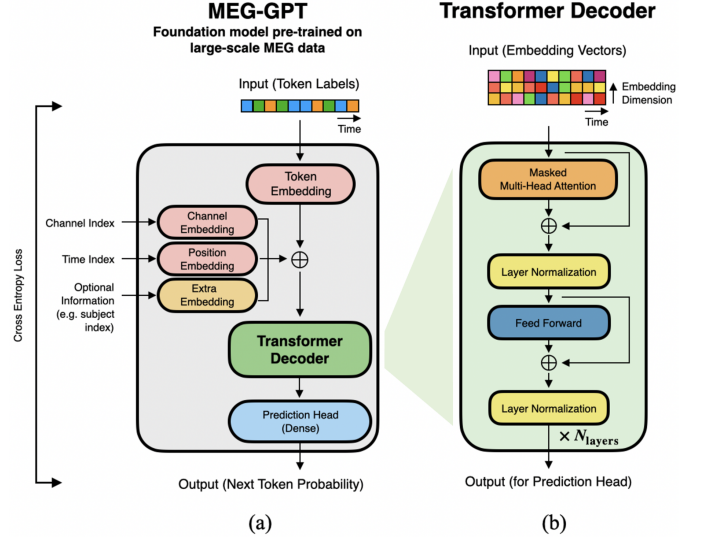 MEG-GPT
Foundation model pre-trained on
large-scale MEG data
Input (Token Labels)
Time
Token
Embedding
Channel Index
Channel
Embedding
Time Index
Position
Embedding
Optional
Information
(e.g. subject
index)
Extra
Embedding
Transformer
Decoder
Prediction Head
(Dense)
Output (Next Token Probability)
Cross Entropy Loss
(a)
Transformer Decoder
Input (Embedding Vectors)
Embedding
Dimension
Time
Masked
Multi-Head Attention
Layer Normalization
Feed Forward
Layer Normalization
× Nlayers
Output (for Prediction Head)
(b)